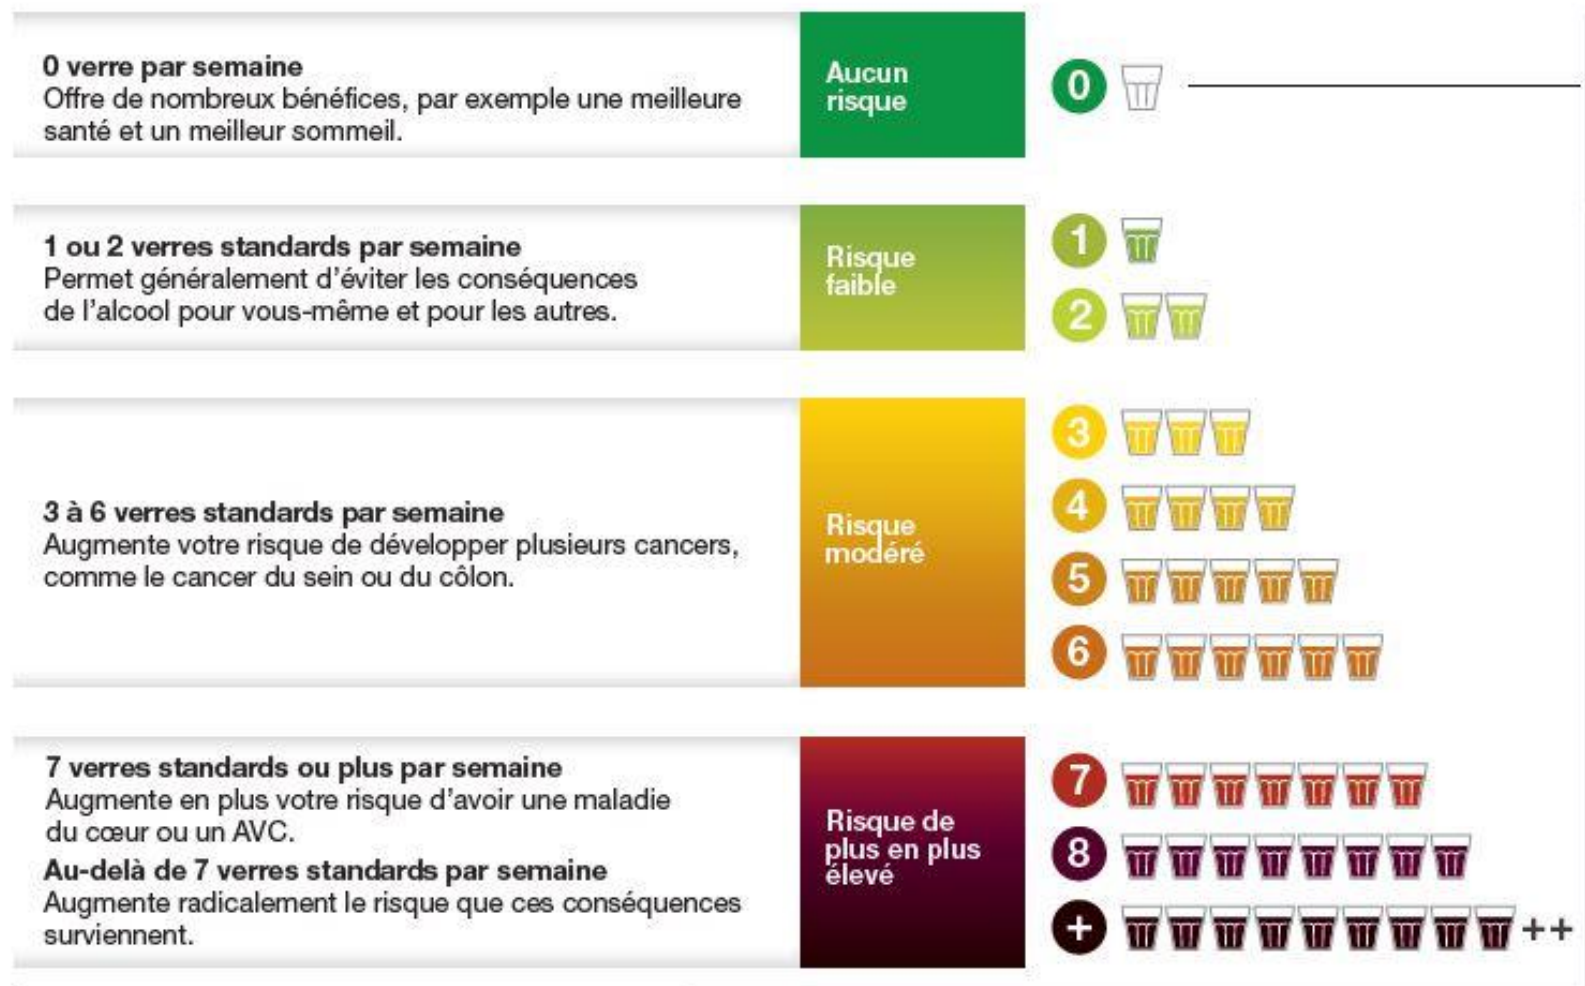 0 verre par semaine
Offre de nombreux bénéfices, par exemple une meilleure
santé et un meilleur sommeil.
Aucun
risque
0
1 ou 2 verres standards par semaine
Permet généralement d’éviter les conséquences
de l’alcool pour vous-même et pour les autres.
Risque
faible
1
2
3 à 6 verres standards par semaine
Augmente votre risque de développer plusieurs cancers,
comme le cancer du sein ou du côlon.
Risque
modéré
3
4
5
6
7 verres standards ou plus par semaine
Augmente en plus votre risque d’avoir une maladie
du cœur ou un AVC.
Au-delà de 7 verres standards par semaine
Augmente radicalement le risque que ces conséquences
surviennent.
Risque de
plus en plus
élevé
7
8
+
++